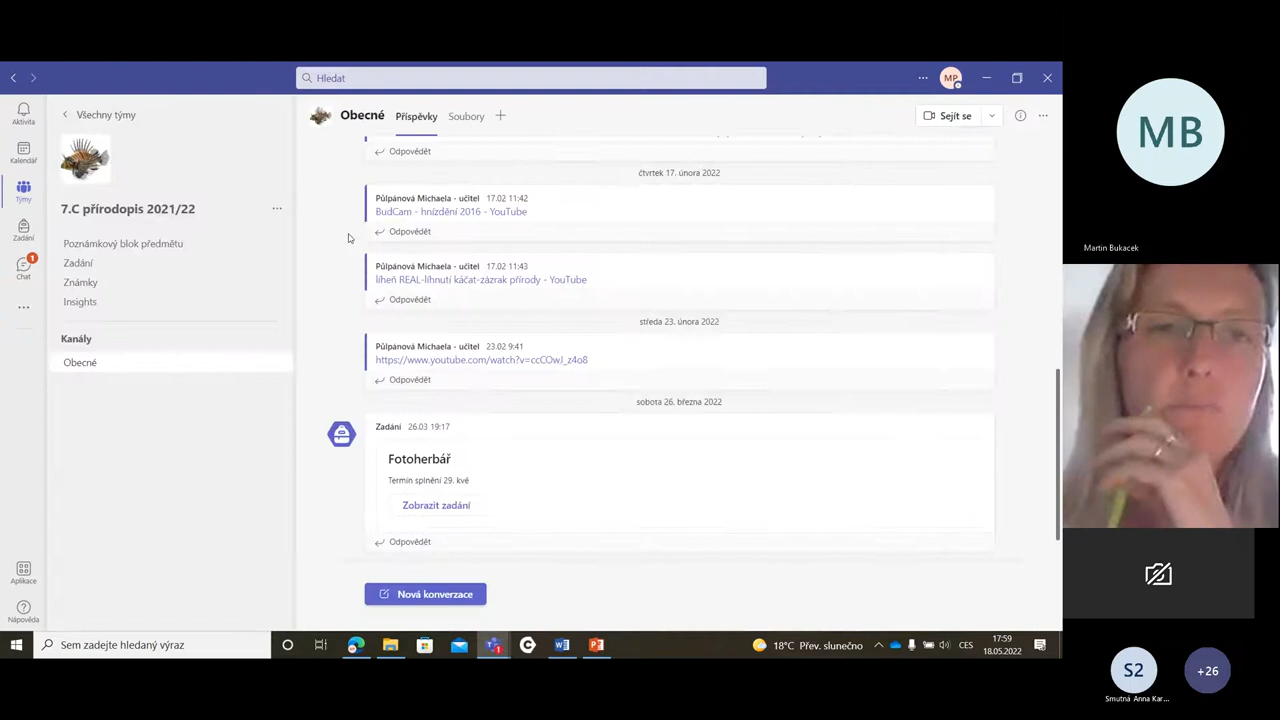 Hledat
MP
Aktivita
Kalendář
Týmy
Zadání
Chat
1
Aplikace
Nápověda
Všechny týmy
7.C přírodopis 2021/22
Poznámkový blok předmětu
Zadání
Známky
Insights
Kanály
Obecné
Obecné Příspěvky Soubory
Sejít se
Odpovědět
čtvrtek 17. února 2022
Půlpánová Michaela - učitel 17.02 11:42
BudCam - hnízdění 2016 - YouTube
Odpovědět
Půlpánová Michaela - učitel 17.02 11:43
líheň REAL-líhnutí káčat-zázrak přírody - YouTube
Odpovědět
středa 23. února 2022
Půlpánová Michaela - učitel 23.02 9:41
https://www.youtube.com/watch?v=ccCOwJ_z4o8
Odpovědět
sobota 26. března 2022
Zadání 26.03 19:17
Fotoherbář
Termín splnění 29. kvě
Zobrazit zadání
Odpovědět
Nová konverzace
Sem zadejte hledaný výraz
18°C Přev. slunečno
CES
17:59
18.05.2022
MB
Martin Bukacek
S2
Smutná Anna Kar...
+26